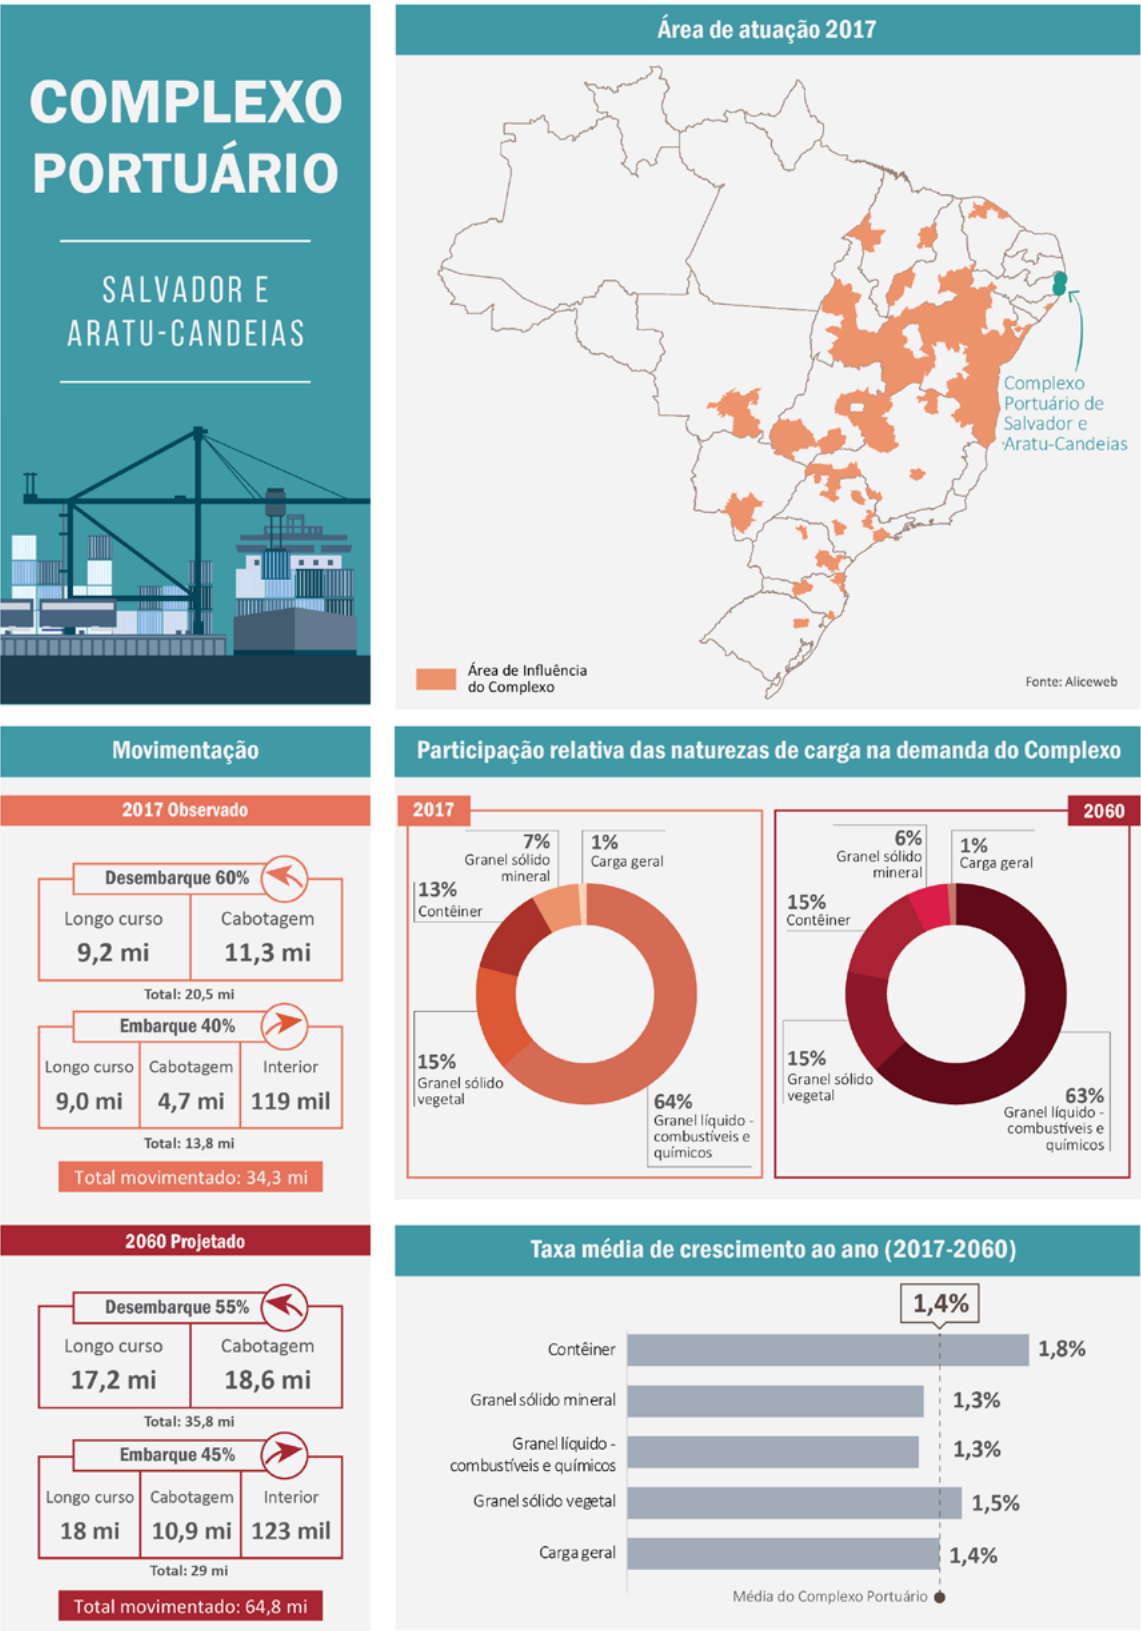 COMPLEXO
PORTUÁRIO
SALVADOR E
ARATU-CANDEIAS
Área de atuação 2017
Complexo
Portuário de
Salvador e
Aratu-Candeias
Área de Influência
do Complexo
Fonte: Aliceweb
Movimentação
2017 Observado
Desembarque 60%
Longo curso Cabotagem
9,2 mi 11,3 mi
Total: 20,5 mi
Embarque 40%
Longo curso Cabotagem Interior
9,0 mi 4,7 mi 119 mil
Total: 13,8 mi
Total movimentado: 34,3 mi
2060 Projetado
Desembarque 55%
Longo curso Cabotagem
17,2 mi 18,6 mi
Total: 35,8 mi
Embarque 45%
Longo curso Cabotagem Interior
18 mi 10,9 mi 123 mil
Total: 29 mi
Total movimentado: 64,8 mi
Participação relativa das naturezas de carga na demanda do Complexo
2017
7%
Granel sólido
mineral
1%
Carga geral
13%
Contêiner
15%
Granel sólido
vegetal
64%
Granel líquido -
combustíveis e
químicos
2060
6%
Granel sólido
mineral
1%
Carga geral
15%
Contêiner
15%
Granel sólido
vegetal
63%
Granel líquido -
combustíveis e
químicos
Taxa média de crescimento ao ano (2017-2060)
1,4%
Contêiner 1,8%
Granel sólido mineral 1,3%
Granel líquido -
combustíveis e químicos 1,3%
Granel sólido vegetal 1,5%
Carga geral 1,4%
Média do Complexo Portuário